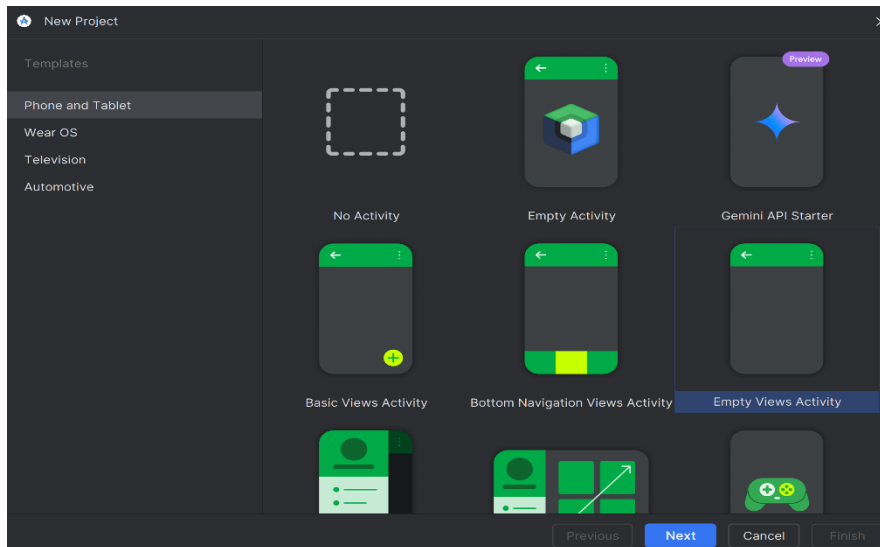 New Project
Templates
Phone and Tablet
Wear OS
Television
Automotive
Preview
No Activity
Empty Activity
Gemini API Starter
Basic Views Activity
Bottom Navigation Views Activity
Empty Views Activity
Previous
Next
Cancel
Finish